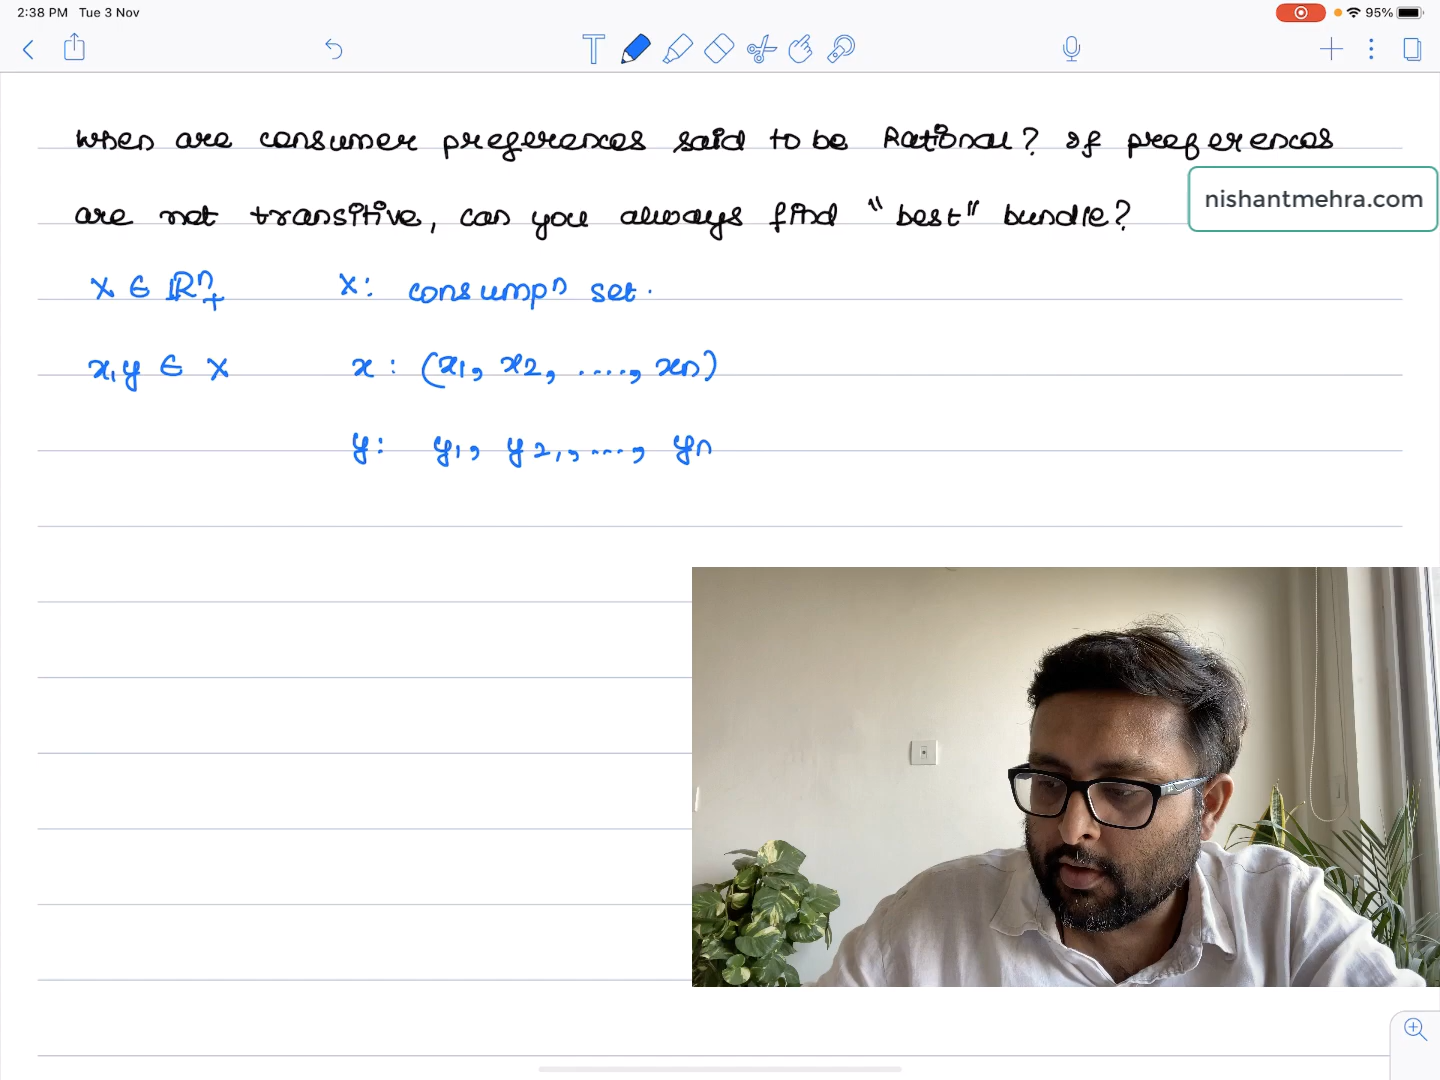 2:38 PM Tue 3 Nov
95%
When are consumer preferences said to be Rational? If preferences
are not transitive, can you always find "best" bundle?
nishantmehra.com
X ∈ ℝⁿ₊ X: consumpⁿ set.
x, y ∈ X x: (x₁, x₂, ...., xₙ)
y: y₁, y₂,, ...., yₙ